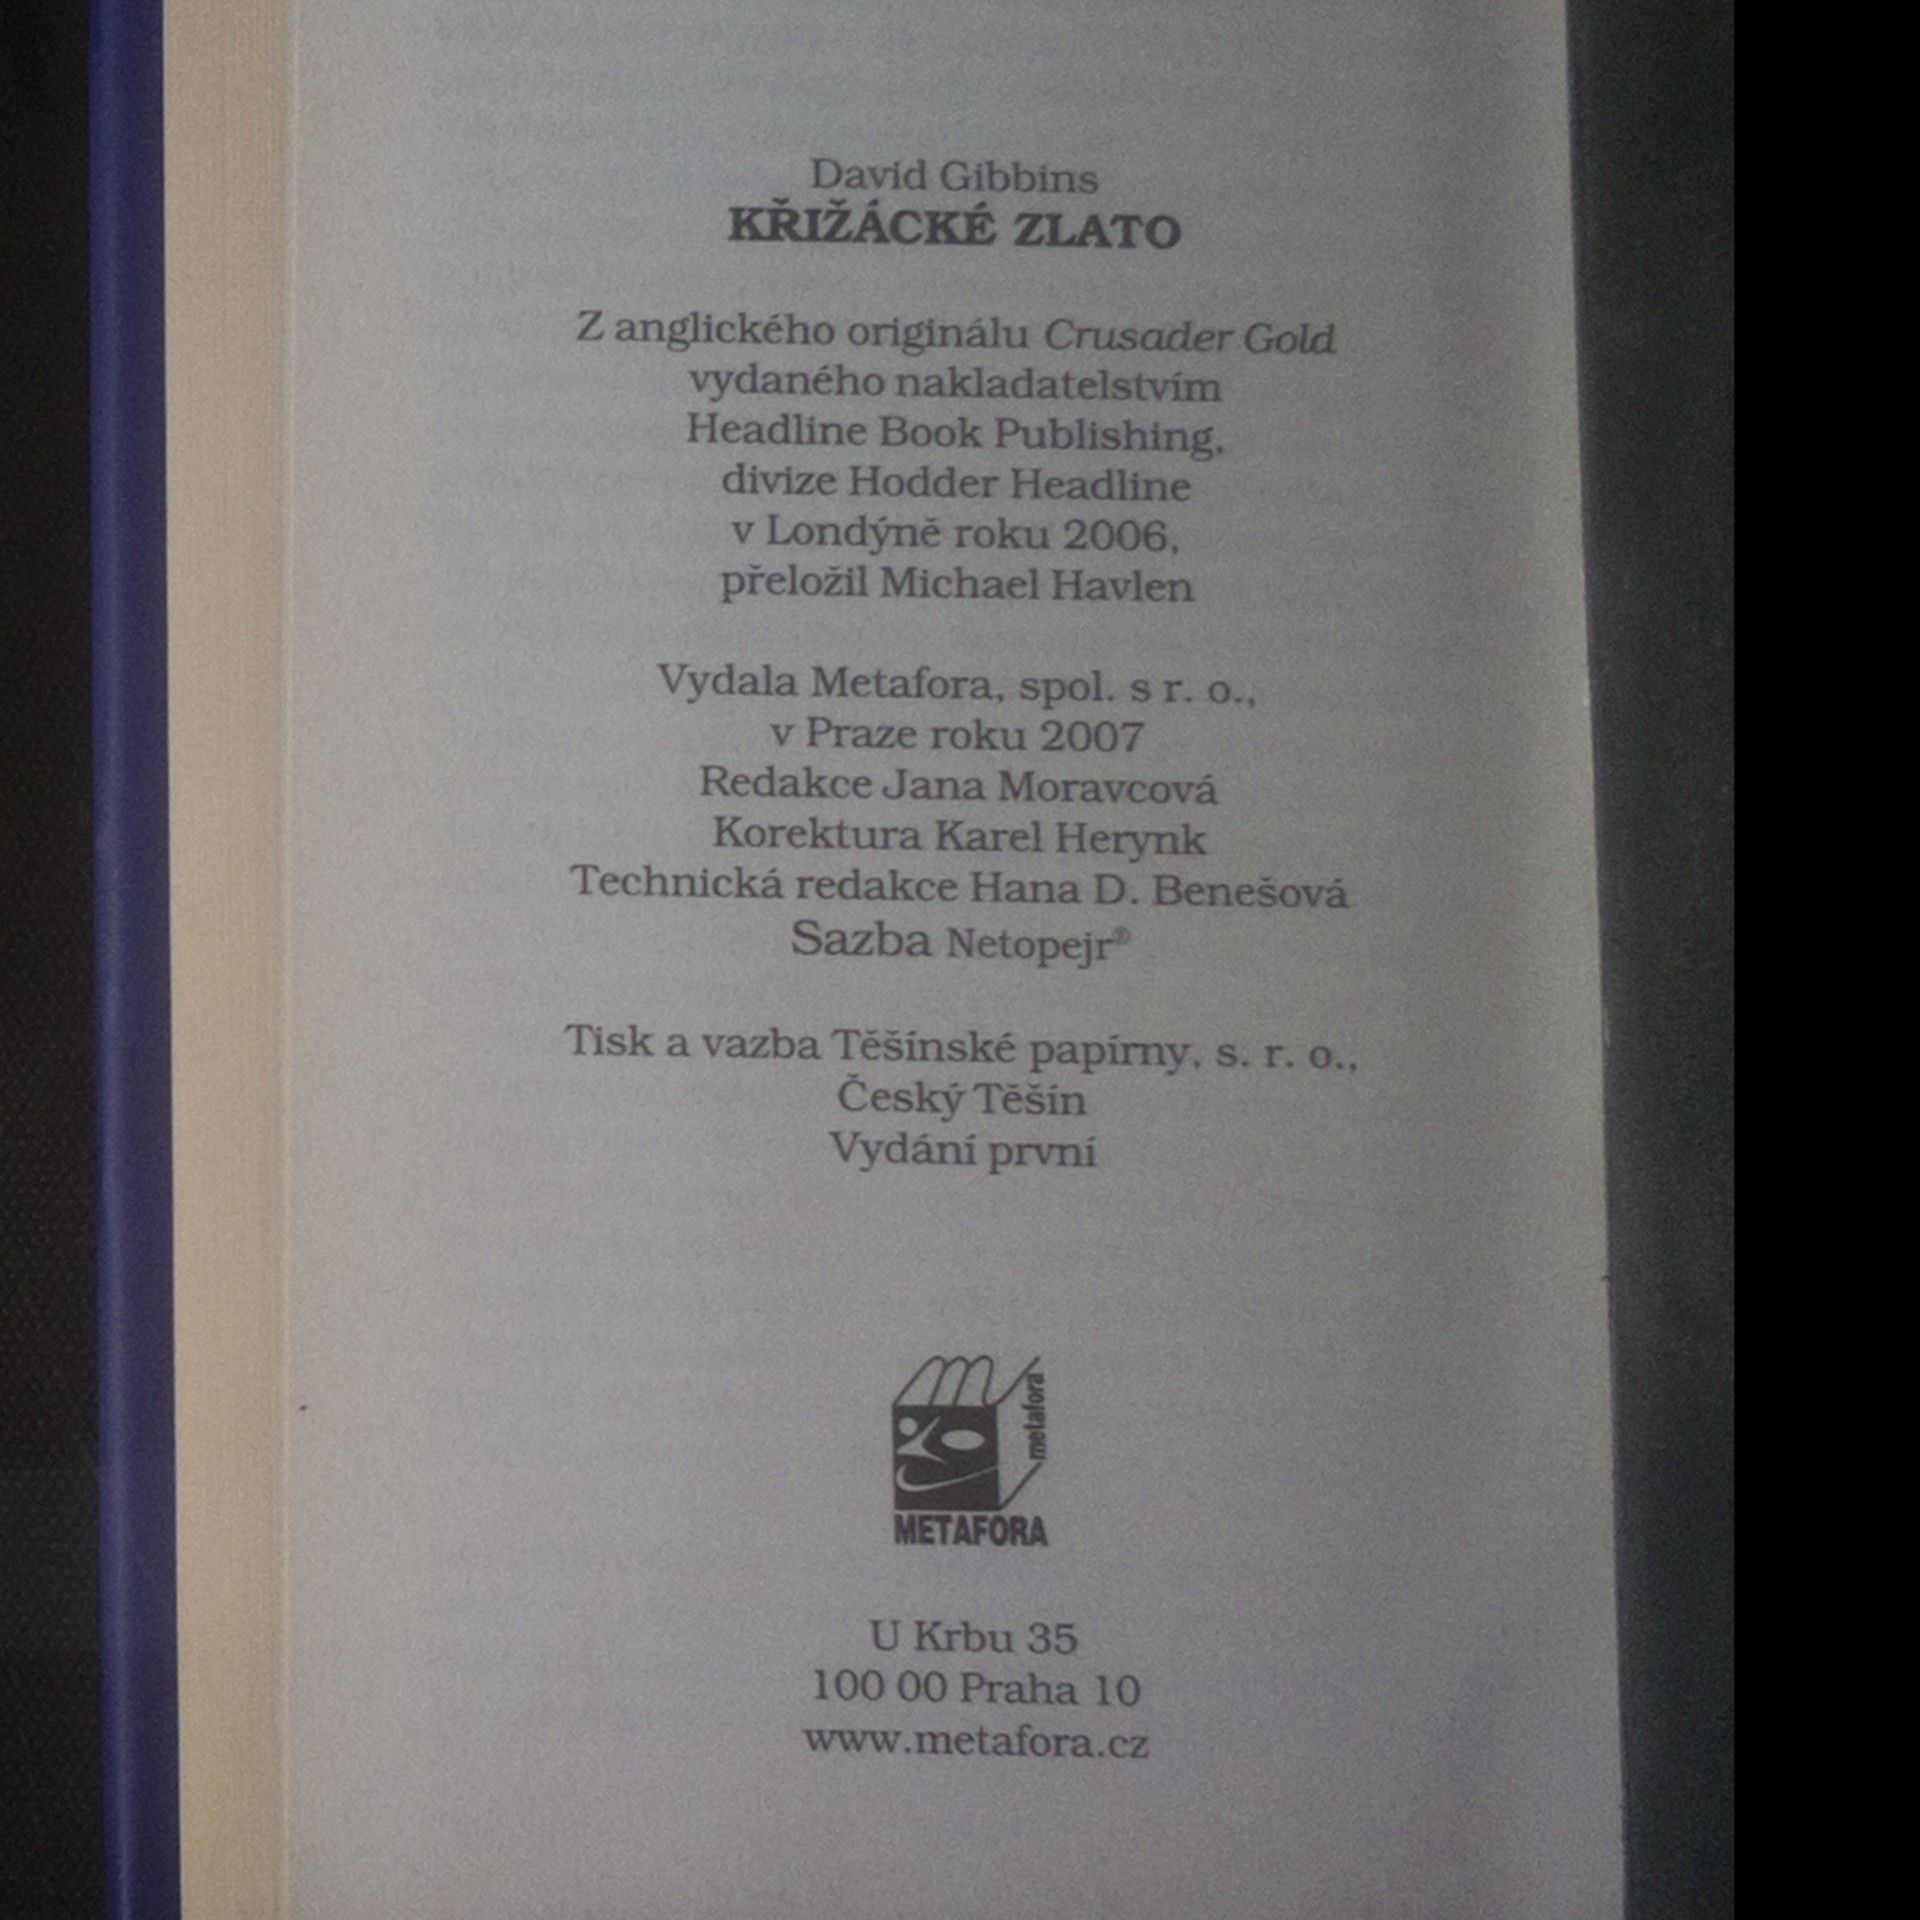 David Gibbins
KŘIŽÁCKÉ ZLATO
Z anglického originálu Crusader Gold
vydaného nakladatelstvím
Headline Book Publishing,
divize Hodder Headline
v Londýně roku 2006,
přeložil Michael Havlen
Vydala Metafora, spol. s r. o.,
v Praze roku 2007
Redakce Jana Moravcová
Korektura Karel Herynk
Technická redakce Hana D. Benešová
Sazba Netopejr®
Tisk a vazba Těšínské papírny, s. r. o.,
Český Těšín
Vydání první
metafora
METAFORA
U Krbu 35
100 00 Praha 10
www.metafora.cz